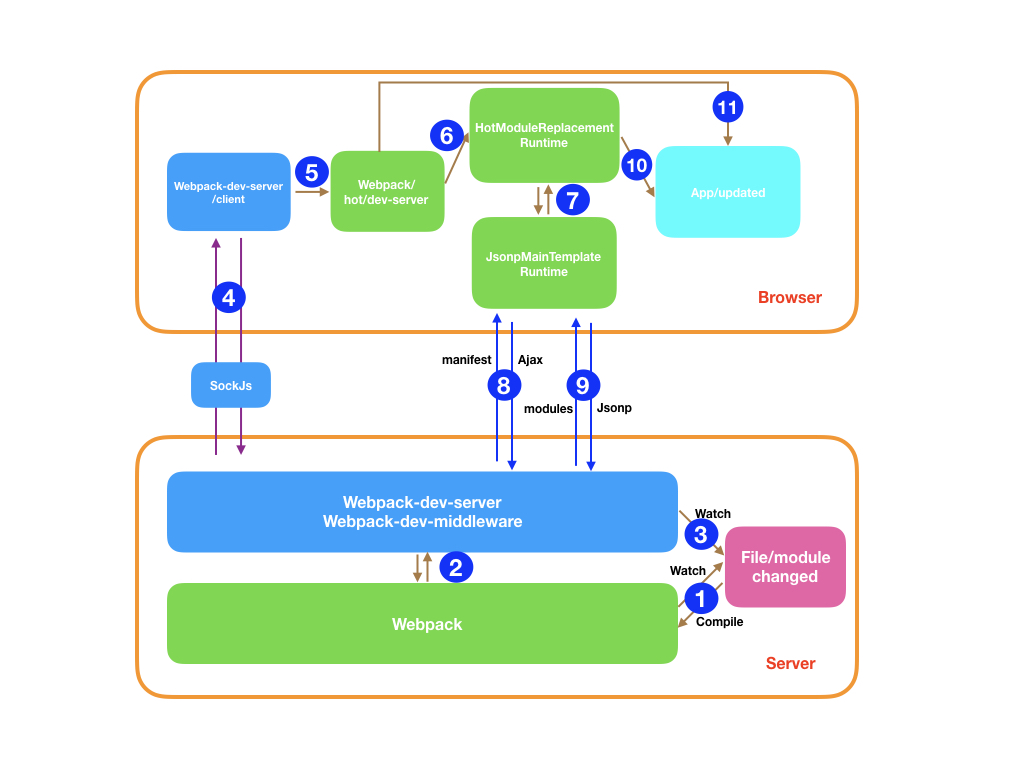 11
6
HotModuleReplacement
Runtime
10
5
Webpack-dev-server
/client
Webpack/
hot/dev-server
App/updated
7
JsonpMainTemplate
Runtime
4
Browser
manifest
Ajax
SockJs
8
9
modules
Jsonp
Webpack-dev-server
Webpack-dev-middleware
Watch
3
File/module
changed
2
Watch
1
Compile
Webpack
Server